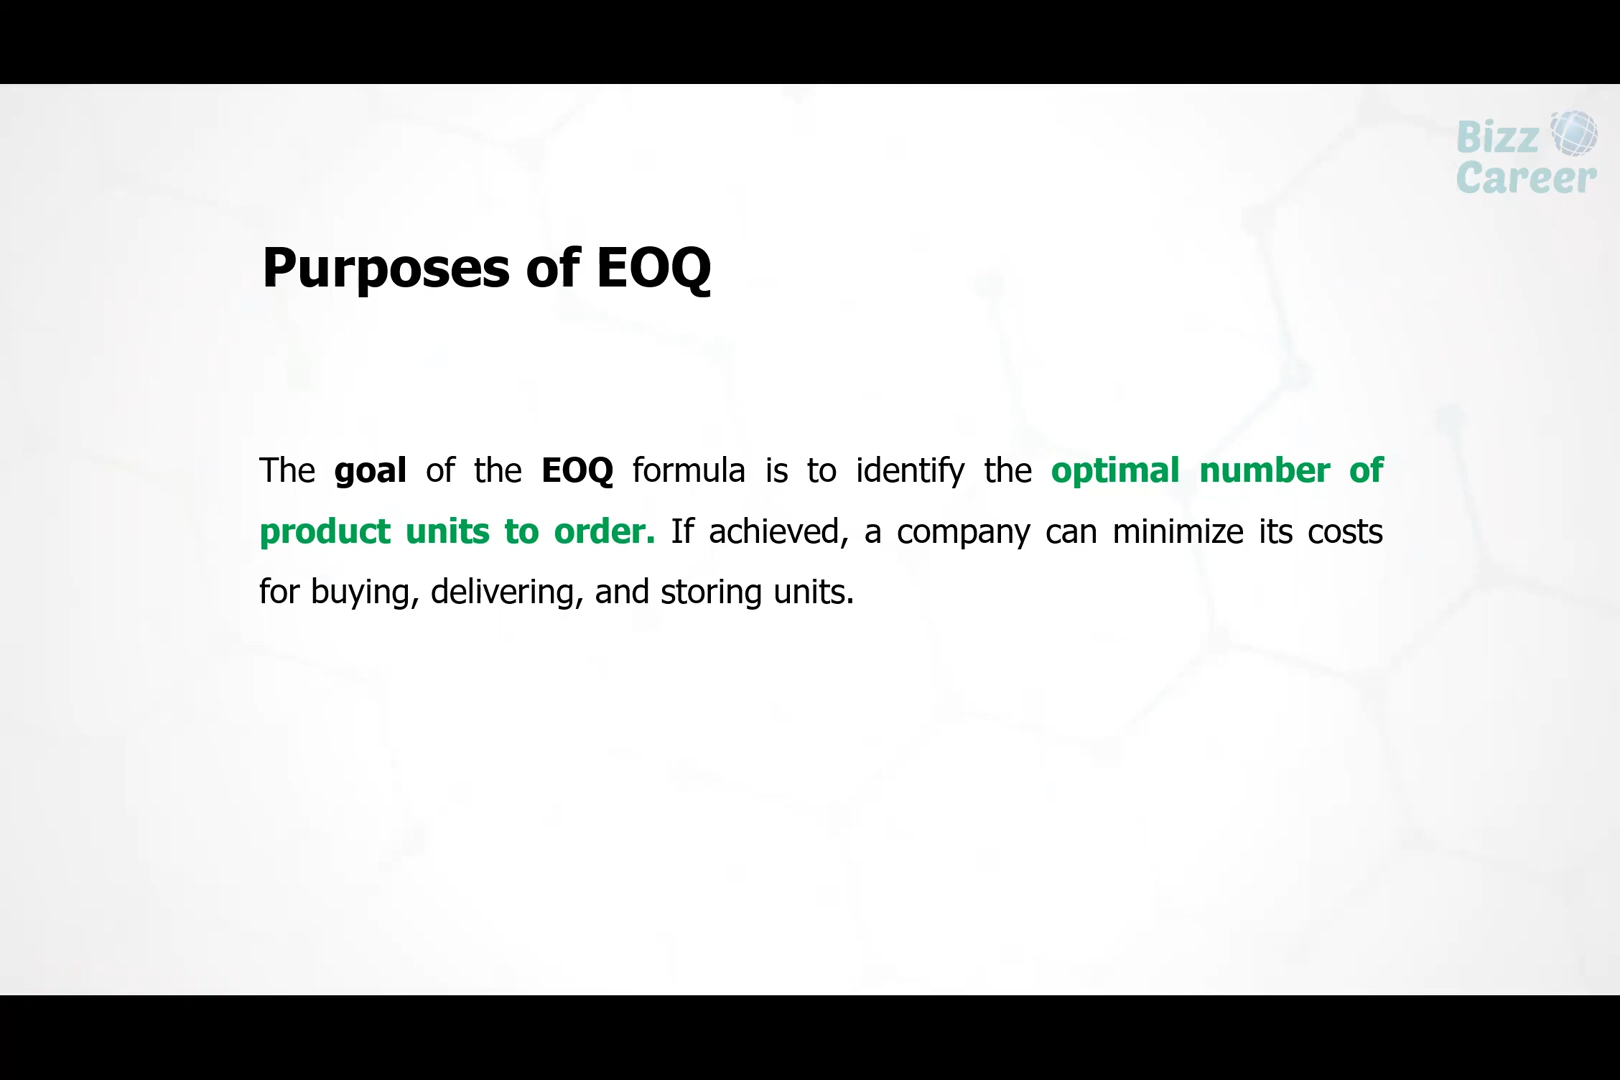 Bizz
Career
Purposes of EOQ
The goal of the EOQ formula is to identify the optimal number of
product units to order. If achieved, a company can minimize its costs
for buying, delivering, and storing units.